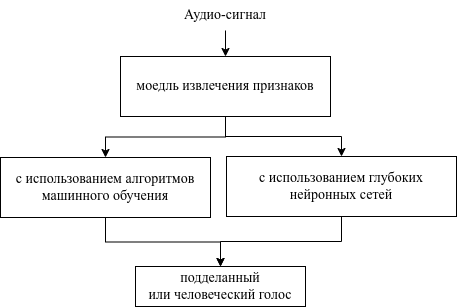 Аудио-сигнал
моедль извлечения признаков
с использованием алгоритмов
машинного обучения
с использованием глубоких
нейронных сетей
подделанный
или человеческий голос